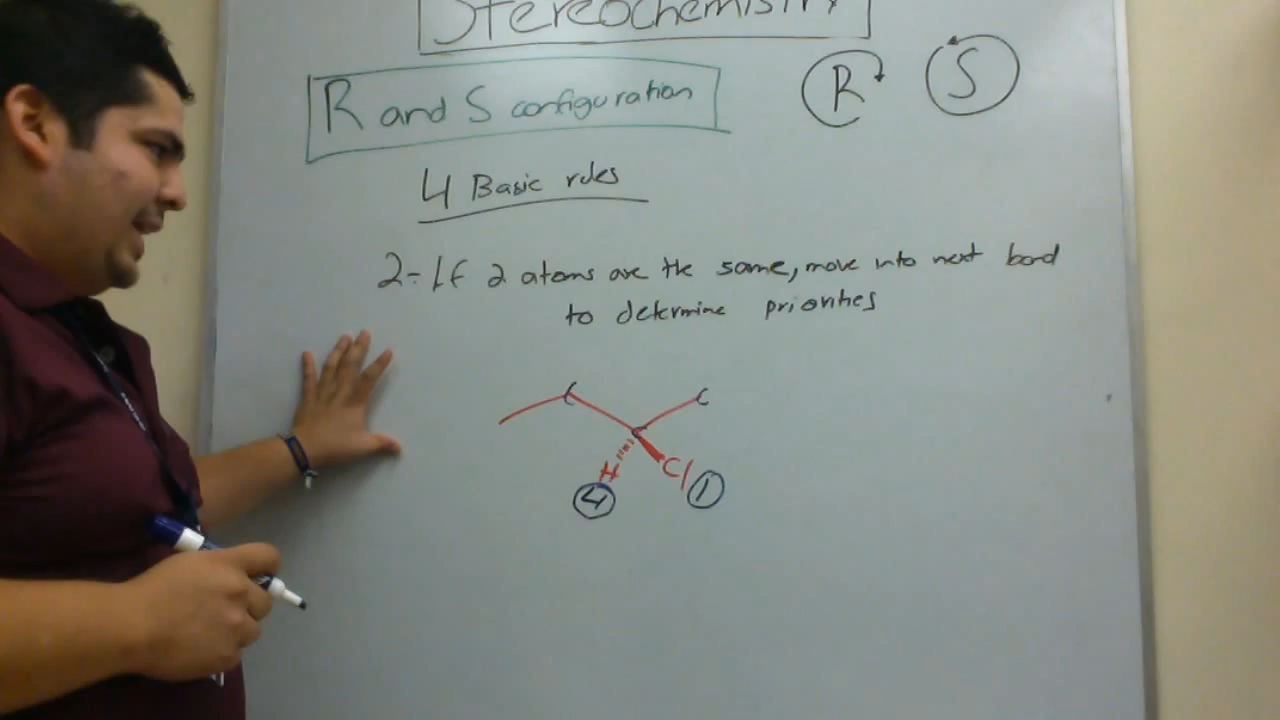 Stereochemistry
R and S configuration
R S
4 Basic rules
2- If 2 atoms are the same, move into next bond
to determine priorities
C C
C
H Cl
4 1